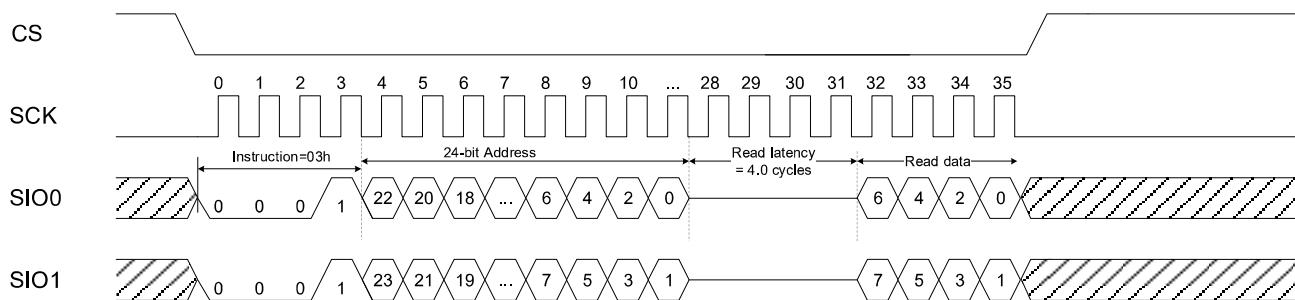 CS
0 1 2 3 4 5 6 7 8 9 10 ... 28 29 30 31 32 33 34 35
SCK
Instruction=03h 24-bit Address Read latency = 4.0 cycles Read data
SIO0 0 0 0 1 22 20 18 ... 6 4 2 0 6 4 2 0
SIO1 0 0 0 1 23 21 19 ... 7 5 3 1 7 5 3 1